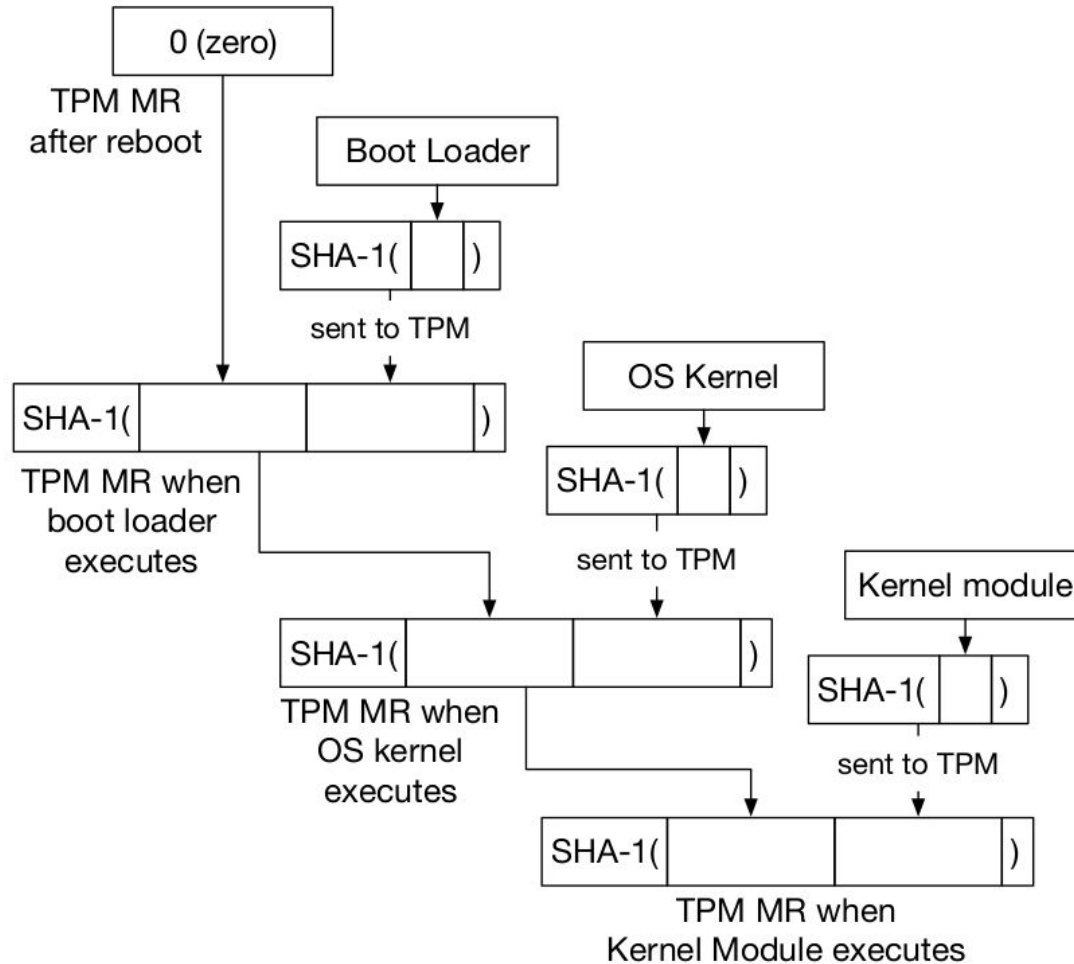 0 (zero)
TPM MR
after reboot
Boot Loader
SHA-1( )
sent to TPM
SHA-1( )
TPM MR when
boot loader
executes
OS Kernel
SHA-1( )
sent to TPM
SHA-1( )
TPM MR when
OS kernel
executes
Kernel module
SHA-1( )
sent to TPM
SHA-1( )
TPM MR when
Kernel Module executes